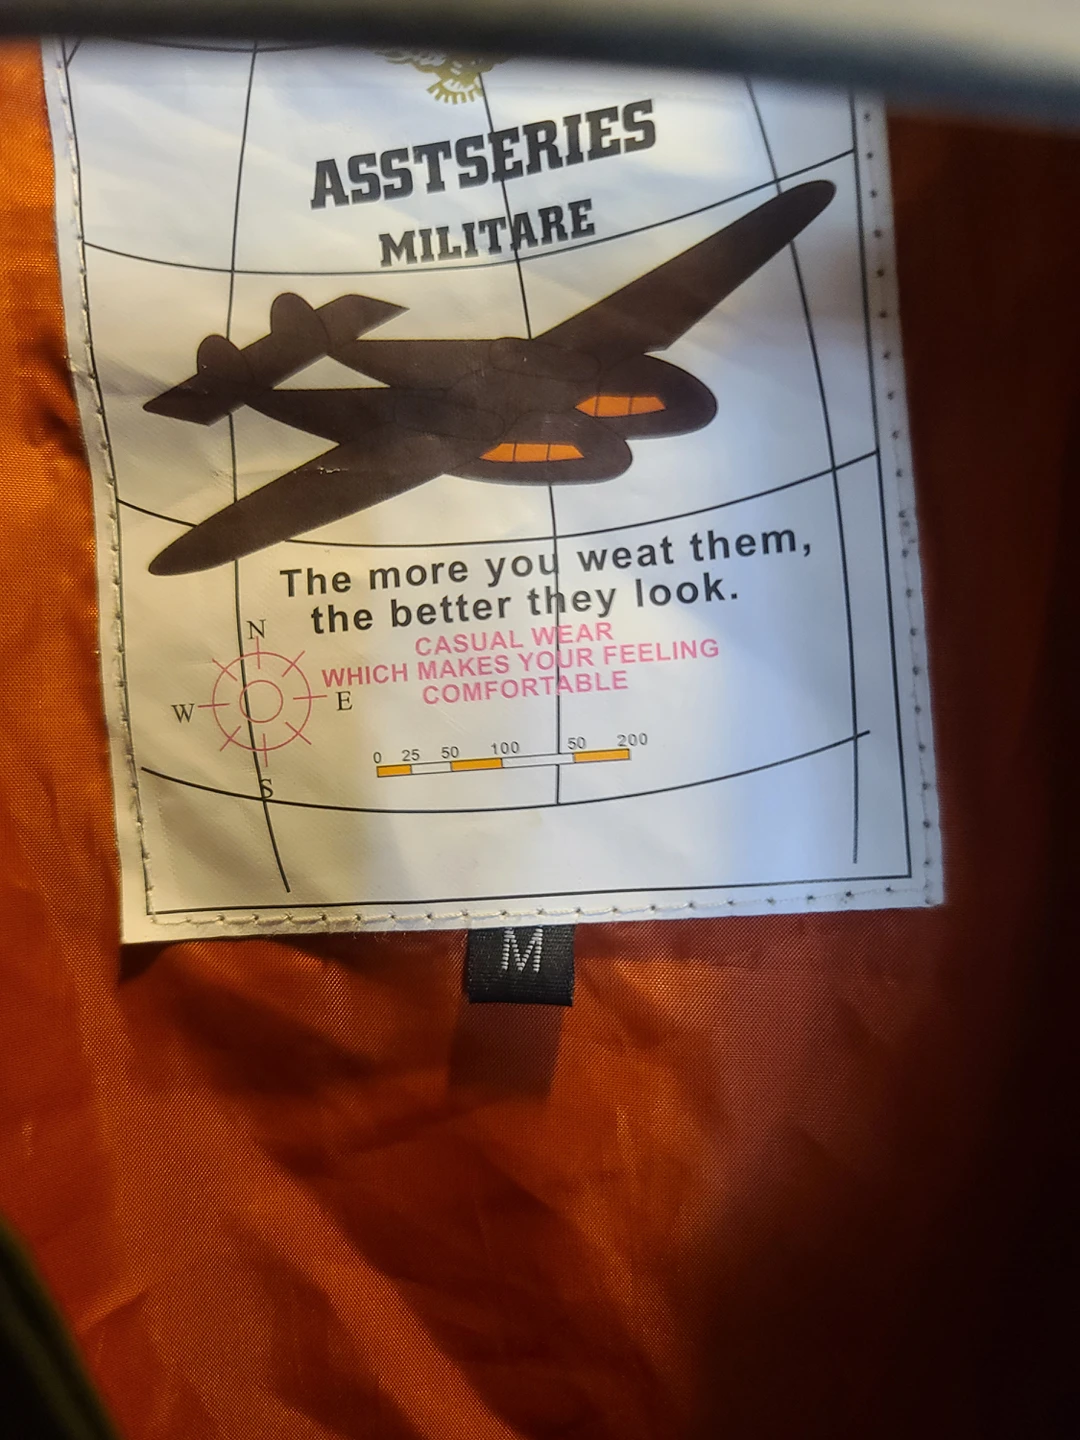 ASSTSERIES
MILITARE
The more you weat them,
the better they look.
CASUAL WEAR
WHICH MAKES YOUR FEELING
COMFORTABLE
N
W E
S
0 25 50 100 50 200
M